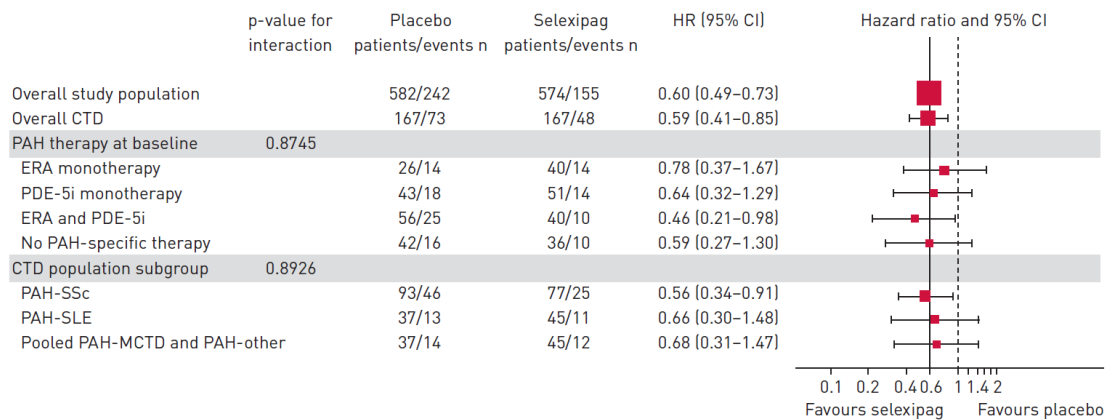 p-value for interaction Placebo patients/events n Selexipag patients/events n HR (95% CI) Hazard ratio and 95% CI
Overall study population 582/242 574/155 0.60 (0.49–0.73)
Overall CTD 167/73 167/48 0.59 (0.41–0.85)
PAH therapy at baseline 0.8745
ERA monotherapy 26/14 40/14 0.78 (0.37–1.67)
PDE-5i monotherapy 43/18 51/14 0.64 (0.32–1.29)
ERA and PDE-5i 56/25 40/10 0.46 (0.21–0.98)
No PAH-specific therapy 42/16 36/10 0.59 (0.27–1.30)
CTD population subgroup 0.8926
PAH-SSc 93/46 77/25 0.56 (0.34–0.91)
PAH-SLE 37/13 45/11 0.66 (0.30–1.48)
Pooled PAH-MCTD and PAH-other 37/14 45/12 0.68 (0.31–1.47)
0.1 0.2 0.4 0.6 1 1.4 2
Favours selexipag Favours placebo